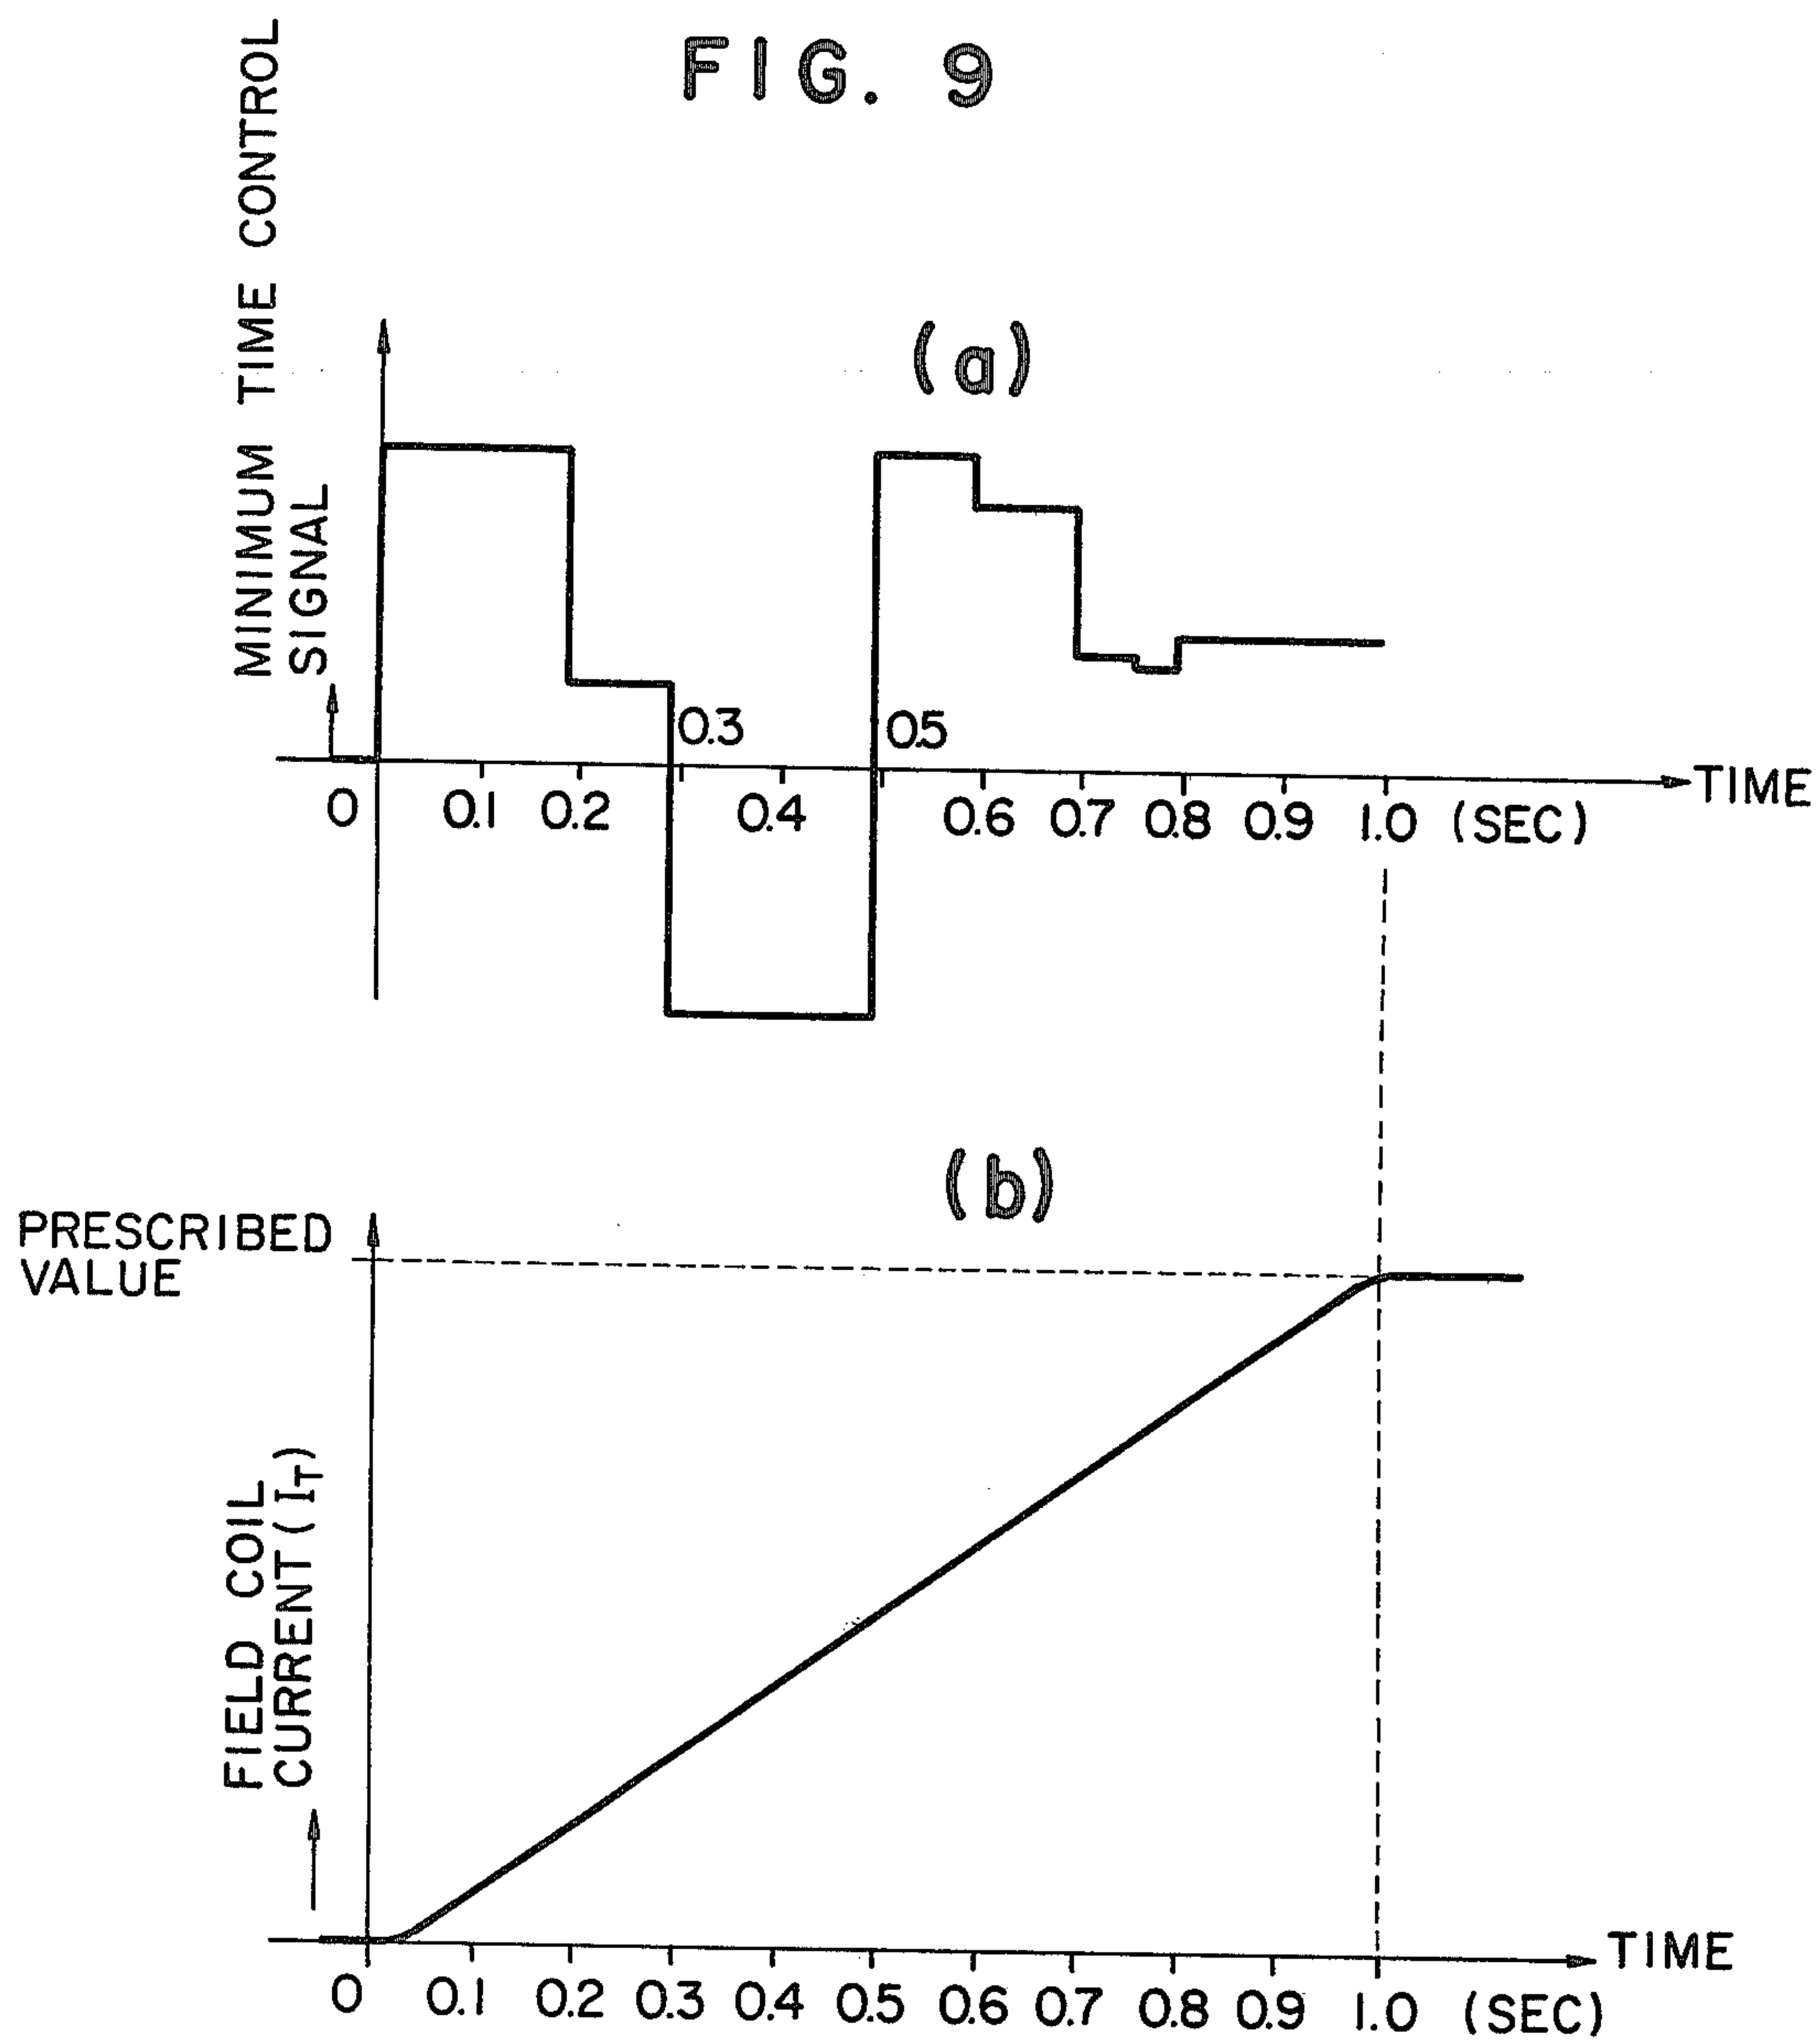 FIG. 9
MINIMUM TIME CONTROL
SIGNAL
(a)
0.3
0.5
0
0.1
0.2
0.4
0.6
0.7
0.8
0.9
1.0
(SEC)
TIME
(b)
PRESCRIBED
VALUE
FIELD COIL
CURRENT (IT)
TIME
0
0.1
0.2
0.3
0.4
0.5
0.6
0.7
0.8
0.9
1.0
(SEC)